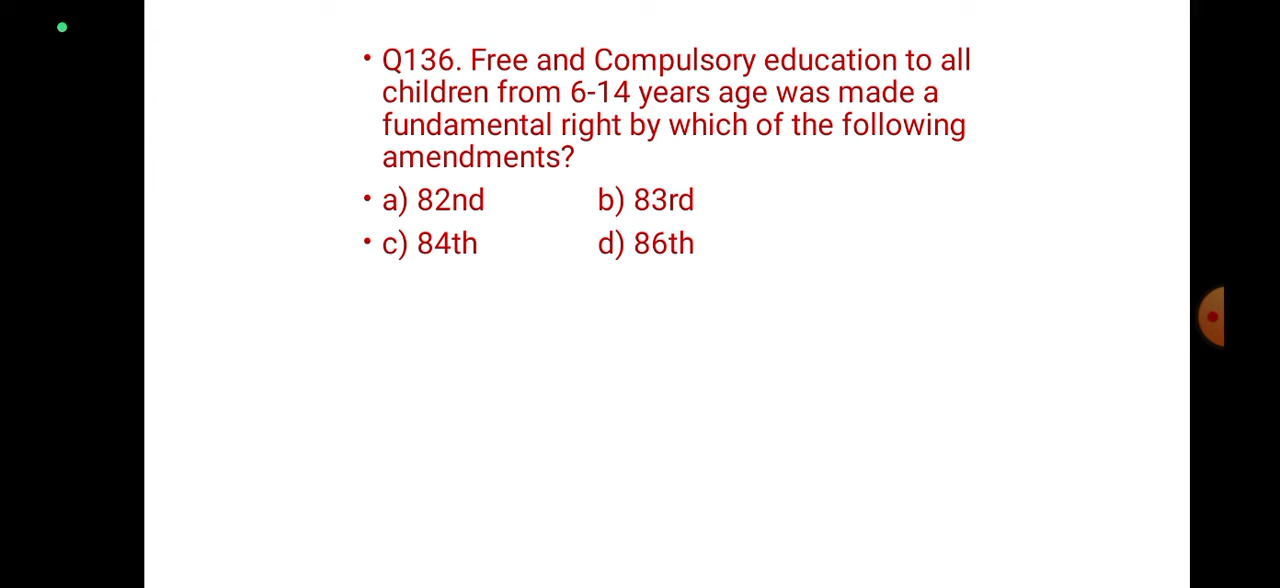 • Q136. Free and Compulsory education to all
children from 6-14 years age was made a
fundamental right by which of the following
amendments?
• a) 82nd b) 83rd
• c) 84th d) 86th